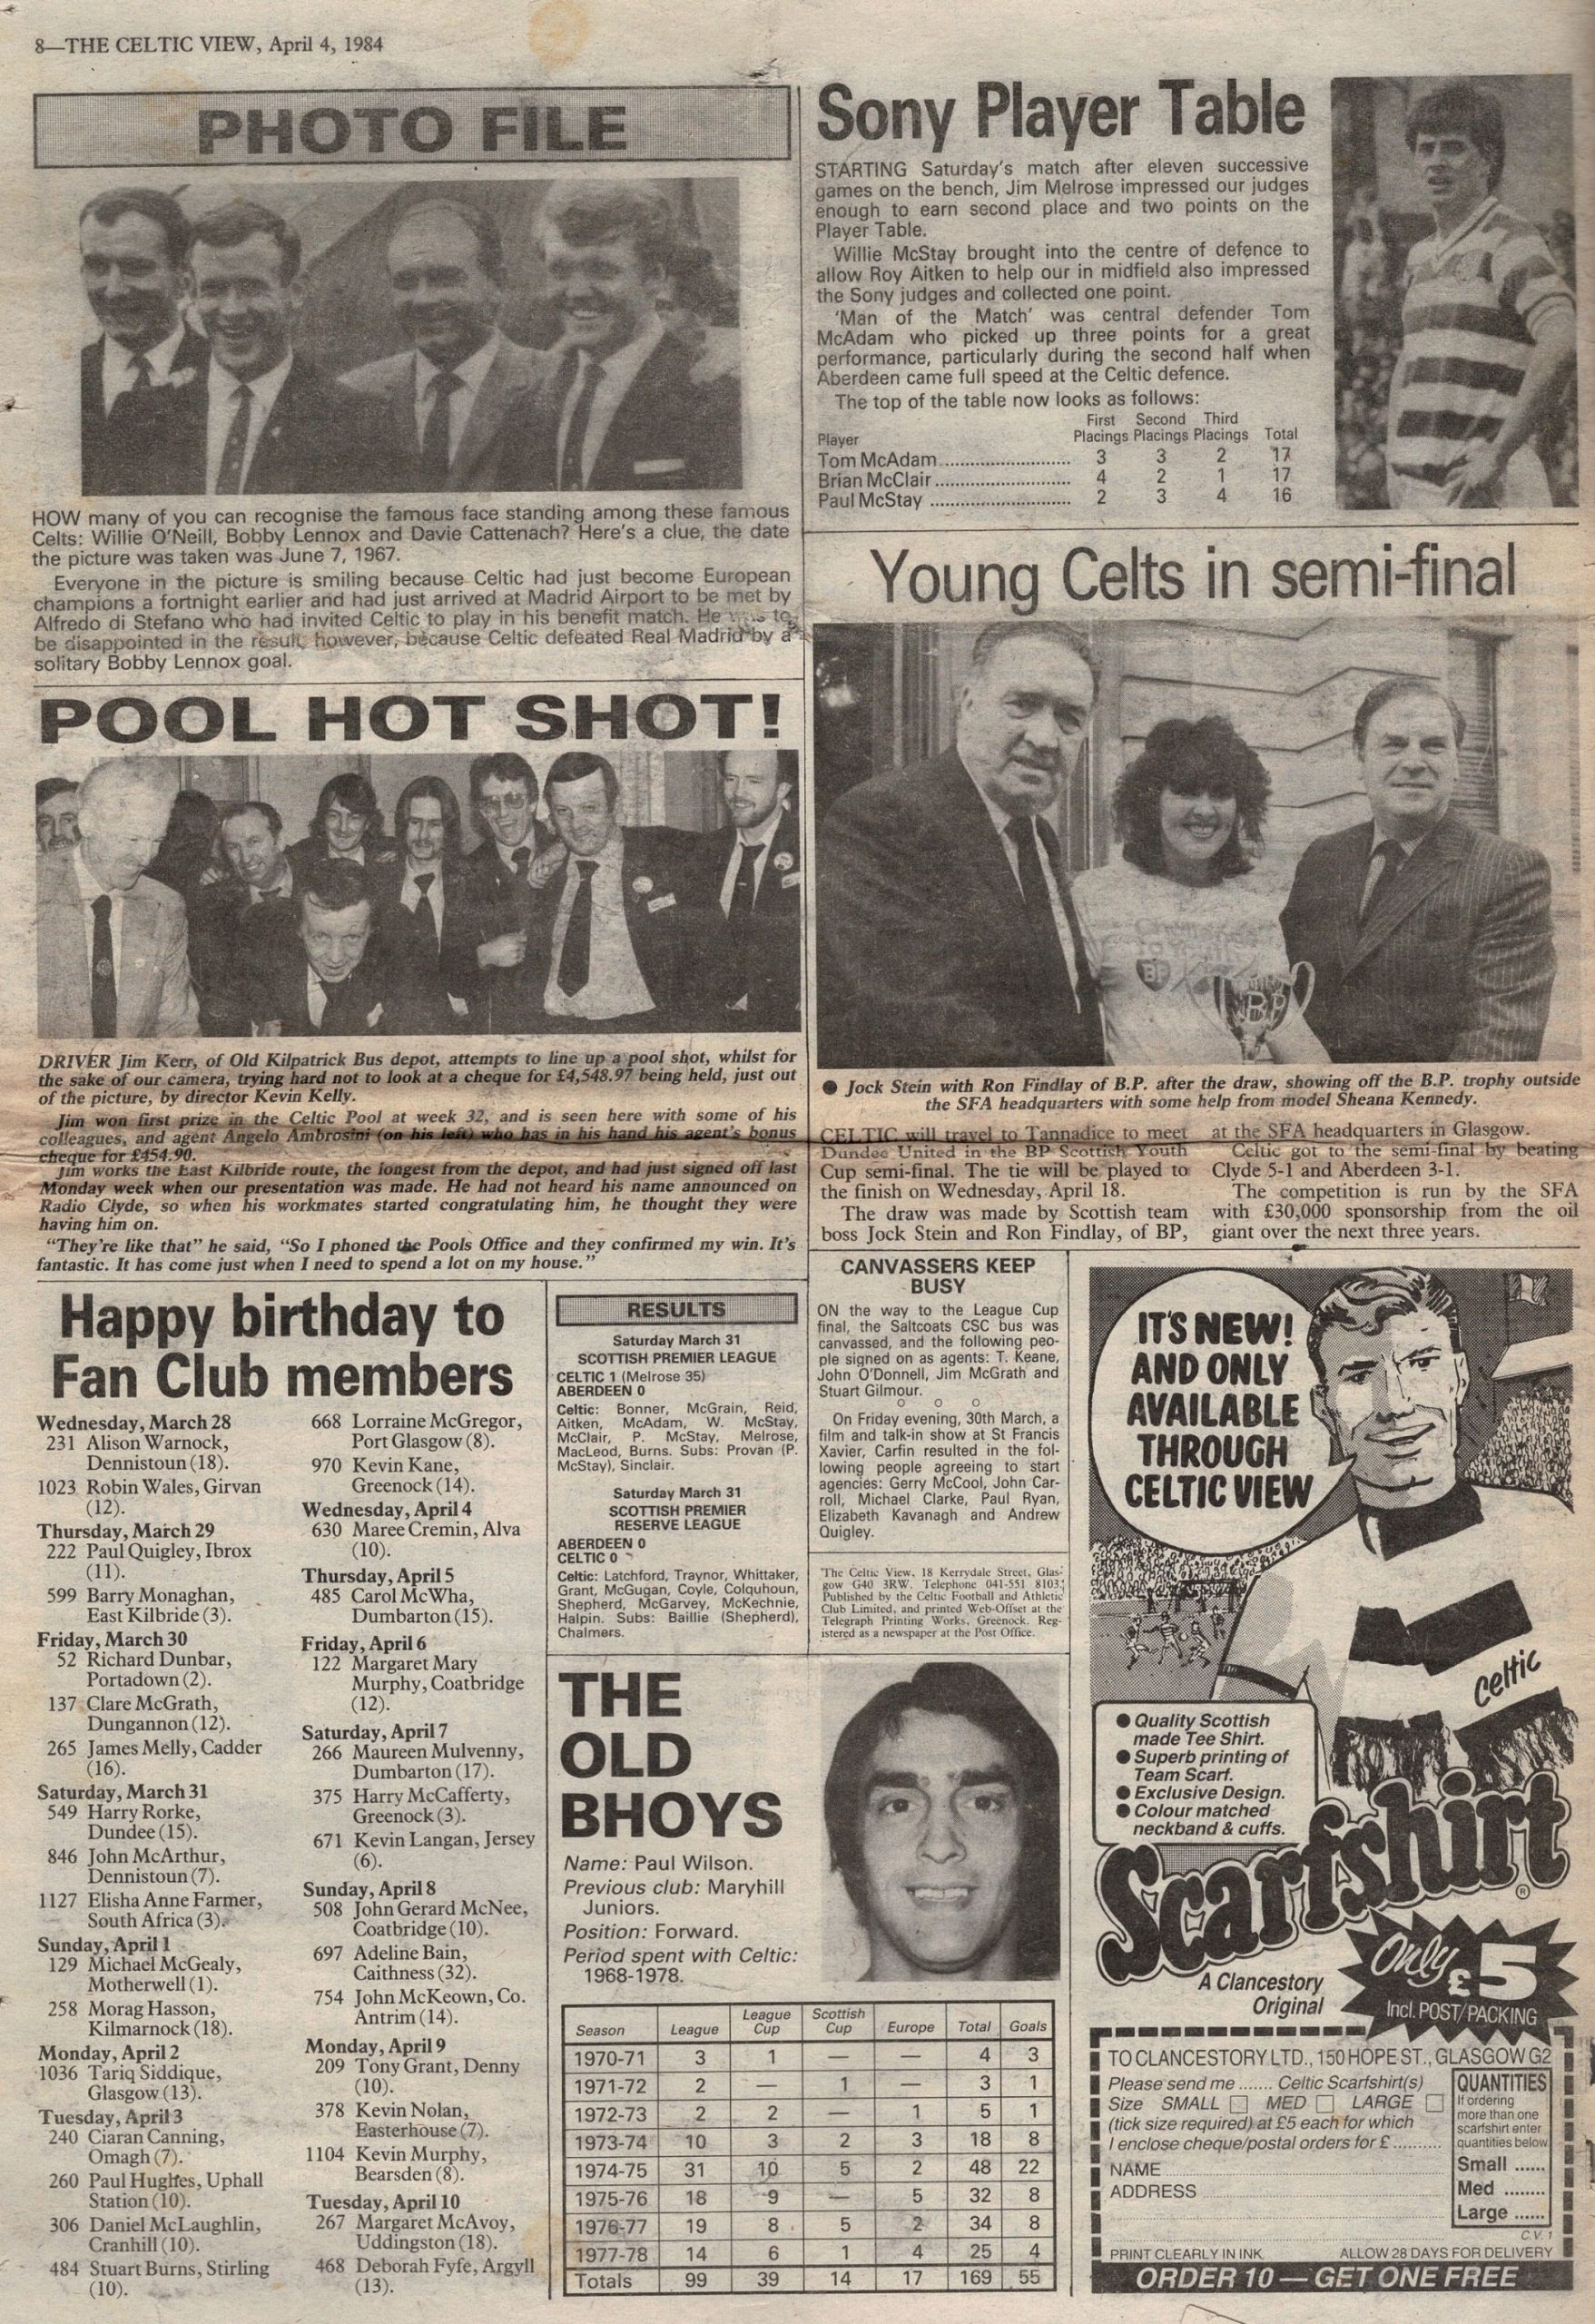 8—THE CELTIC VIEW, April 4, 1984
PHOTO FILE
HOW many of you can recognise the famous face standing among these famous
Celts: Willie O'Neill, Bobby Lennox and Davie Cattenach? Here's a clue, the date
the picture was taken was June 7, 1967.
Everyone in the picture is smiling because Celtic had just become European
champions a fortnight earlier and had just arrived at Madrid Airport to be met by
Alfredo di Stefano who had invited Celtic to play in his benefit match. He was to
be disappointed in the result, however, because Celtic defeated Real Madrid by a
solitary Bobby Lennox goal.
POOL HOT SHOT!
DRIVER Jim Kerr, of Old Kilpatrick Bus depot, attempts to line up a pool shot, whilst for
the sake of our camera, trying hard not to look at a cheque for £4,548.97 being held, just out
of the picture, by director Kevin Kelly.
Jim won first prize in the Celtic Pool at week 32, and is seen here with some of his
colleagues, and agent Angelo Ambrosini (on his left) who has in his hand his agent's bonus
cheque for £454.90.
Jim works the East Kilbride route, the longest from the depot, and had just signed off last
Monday week when our presentation was made. He had not heard his name announced on
Radio Clyde, so when his workmates started congratulating him, he thought they were
having him on.
"They're like that" he said, "So I phoned the Pools Office and they confirmed my win. It's
fantastic. It has come just when I need to spend a lot on my house."
Sony Player Table
STARTING Saturday's match after eleven successive
games on the bench, Jim Melrose impressed our judges
enough to earn second place and two points on the
Player Table.
Willie McStay brought into the centre of defence to
allow Roy Aitken to help our in midfield also impressed
the Sony judges and collected one point.
'Man of the Match' was central defender Tom
McAdam who picked up three points for a great
performance, particularly during the second half when
Aberdeen came full speed at the Celtic defence.
The top of the table now looks as follows:
First Second Third
Player Placings Placings Placings Total
Tom McAdam 3 3 2 17
Brian McClair 4 2 1 17
Paul McStay 2 3 4 16
Young Celts in semi-final
BP
BP
● Jock Stein with Ron Findlay of B.P. after the draw, showing off the B.P. trophy outside
the SFA headquarters with some help from model Sheana Kennedy.
CELTIC will travel to Tannadice to meet
Dundee United in the BP Scottish Youth
Cup semi-final. The tie will be played to
the finish on Wednesday, April 18.
The draw was made by Scottish team
boss Jock Stein and Ron Findlay, of BP,
at the SFA headquarters in Glasgow.
Celtic got to the semi-final by beating
Clyde 5-1 and Aberdeen 3-1.
The competition is run by the SFA
with £30,000 sponsorship from the oil
giant over the next three years.
Happy birthday to
Fan Club members
Wednesday, March 28
231 Alison Warnock,
Dennistoun (18).
1023 Robin Wales, Girvan
(12).
Thursday, March 29
222 Paul Quigley, Ibrox
(11).
599 Barry Monaghan,
East Kilbride (3).
Friday, March 30
52 Richard Dunbar,
Portadown (2).
137 Clare McGrath,
Dungannon (12).
265 James Melly, Cadder
(16).
Saturday, March 31
549 Harry Rorke,
Dundee (15).
846 John McArthur,
Dennistoun (7).
1127 Elisha Anne Farmer,
South Africa (3).
Sunday, April 1
129 Michael McGealy,
Motherwell (1).
258 Morag Hasson,
Kilmarnock (18).
Monday, April 2
1036 Tariq Siddique,
Glasgow (13).
Tuesday, April 3
240 Ciaran Canning,
Omagh (7).
260 Paul Hughes, Uphall
Station (10).
306 Daniel McLaughlin,
Cranhill (10).
484 Stuart Burns, Stirling
(10).
668 Lorraine McGregor,
Port Glasgow (8).
970 Kevin Kane,
Greenock (14).
Wednesday, April 4
630 Maree Cremin, Alva
(10).
Thursday, April 5
485 Carol McWha,
Dumbarton (15).
Friday, April 6
122 Margaret Mary
Murphy, Coatbridge
(12).
Saturday, April 7
266 Maureen Mulvenny,
Dumbarton (17).
375 Harry McCafferty,
Greenock (3).
671 Kevin Langan, Jersey
(6).
Sunday, April 8
508 John Gerard McNee,
Coatbridge (10).
697 Adeline Bain,
Caithness (32).
754 John McKeown, Co.
Antrim (14).
Monday, April 9
209 Tony Grant, Denny
(10).
378 Kevin Nolan,
Easterhouse (7).
1104 Kevin Murphy,
Bearsden (8).
Tuesday, April 10
267 Margaret McAvoy,
Uddingston (18).
468 Deborah Fyfe, Argyll
(13).
RESULTS
Saturday March 31
SCOTTISH PREMIER LEAGUE
CELTIC 1 (Melrose 35)
ABERDEEN 0
Celtic: Bonner, McGrain, Reid,
Aitken, McAdam, W. McStay,
McClair, P. McStay, Melrose,
MacLeod, Burns. Subs: Provan (P.
McStay), Sinclair.
Saturday March 31
SCOTTISH PREMIER
RESERVE LEAGUE
ABERDEEN 0
CELTIC 0
Celtic: Latchford, Traynor, Whittaker,
Grant, McGugan, Coyle, Colquhoun,
Shepherd, McGarvey, McKechnie,
Halpin. Subs: Baillie (Shepherd),
Chalmers.
CANVASSERS KEEP
BUSY
ON the way to the League Cup
final, the Saltcoats CSC bus was
canvassed, and the following peo-
ple signed on as agents: T. Keane,
John O'Donnell, Jim McGrath and
Stuart Gilmour.
o o o
On Friday evening, 30th March, a
film and talk-in show at St Francis
Xavier, Carfin resulted in the fol-
lowing people agreeing to start
agencies: Gerry McCool, John Car-
roll, Michael Clarke, Paul Ryan,
Elizabeth Kavanagh and Andrew
Quigley.
The Celtic View, 18 Kerrydale Street, Glas-
gow G40 3RW. Telephone 041-551 8103.
Published by the Celtic Football and Athletic
Club Limited, and printed Web-Offset at the
Telegraph Printing Works, Greenock. Reg-
istered as a newspaper at the Post Office.
THE
OLD
BHOYS
Name: Paul Wilson.
Previous club: Maryhill
Juniors.
Position: Forward.
Period spent with Celtic:
1968-1978.
Season League League Cup Scottish Cup Europe Total Goals
1970-71 3 1 — — 4 3
1971-72 2 — 1 — 3 1
1972-73 2 2 — 1 5 1
1973-74 10 3 2 3 18 8
1974-75 31 10 5 2 48 22
1975-76 18 9 — 5 32 8
1976-77 19 8 5 2 34 8
1977-78 14 6 1 4 25 4
Totals 99 39 14 17 169 55
IT'S NEW!
AND ONLY
AVAILABLE
THROUGH
CELTIC VIEW
Celtic
● Quality Scottish
made Tee Shirt.
● Superb printing of
Team Scarf.
● Exclusive Design.
● Colour matched
neckband & cuffs.
Scarfshirt ®
A Clancestory
Original
Only £5
Incl. POST/PACKING
TO CLANCESTORY LTD., 150 HOPE ST., GLASGOW G2
Please send me ....... Celtic Scarfshirt(s)
Size SMALL □ MED □ LARGE □
(tick size required) at £5 each for which
I enclose cheque/postal orders for £ ..........
NAME
ADDRESS
QUANTITIES
If ordering
more than one
scarfshirt enter
quantities below
Small ......
Med ........
Large ......
C.V. 1
PRINT CLEARLY IN INK. ALLOW 28 DAYS FOR DELIVERY
ORDER 10 — GET ONE FREE